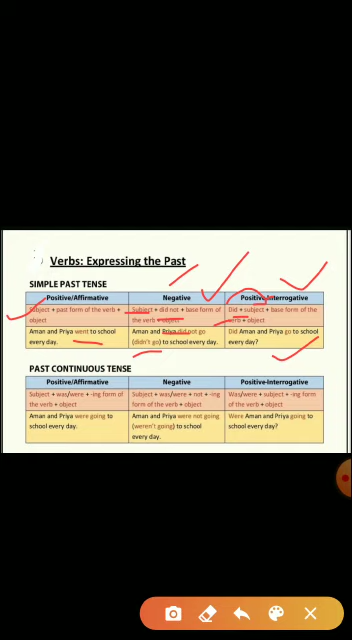 Verbs: Expressing the Past
SIMPLE PAST TENSE
Positive/Affirmative Negative Positive-Interrogative
Subject + past form of the verb + object
Subject + did not + base form of the verb + object
Did + subject + base form of the verb + object
Aman and Priya went to school every day.
Aman and Priya did not go (didn't go) to school every day.
Did Aman and Priya go to school every day?
PAST CONTINUOUS TENSE
Positive/Affirmative Negative Positive-Interrogative
Subject + was/were + -ing form of the verb + object
Subject + was/were + not + -ing form of the verb + object
Was/were + subject + -ing form of the verb + object
Aman and Priya were going to school every day.
Aman and Priya were not going (weren't going) to school every day.
Were Aman and Priya going to school every day?